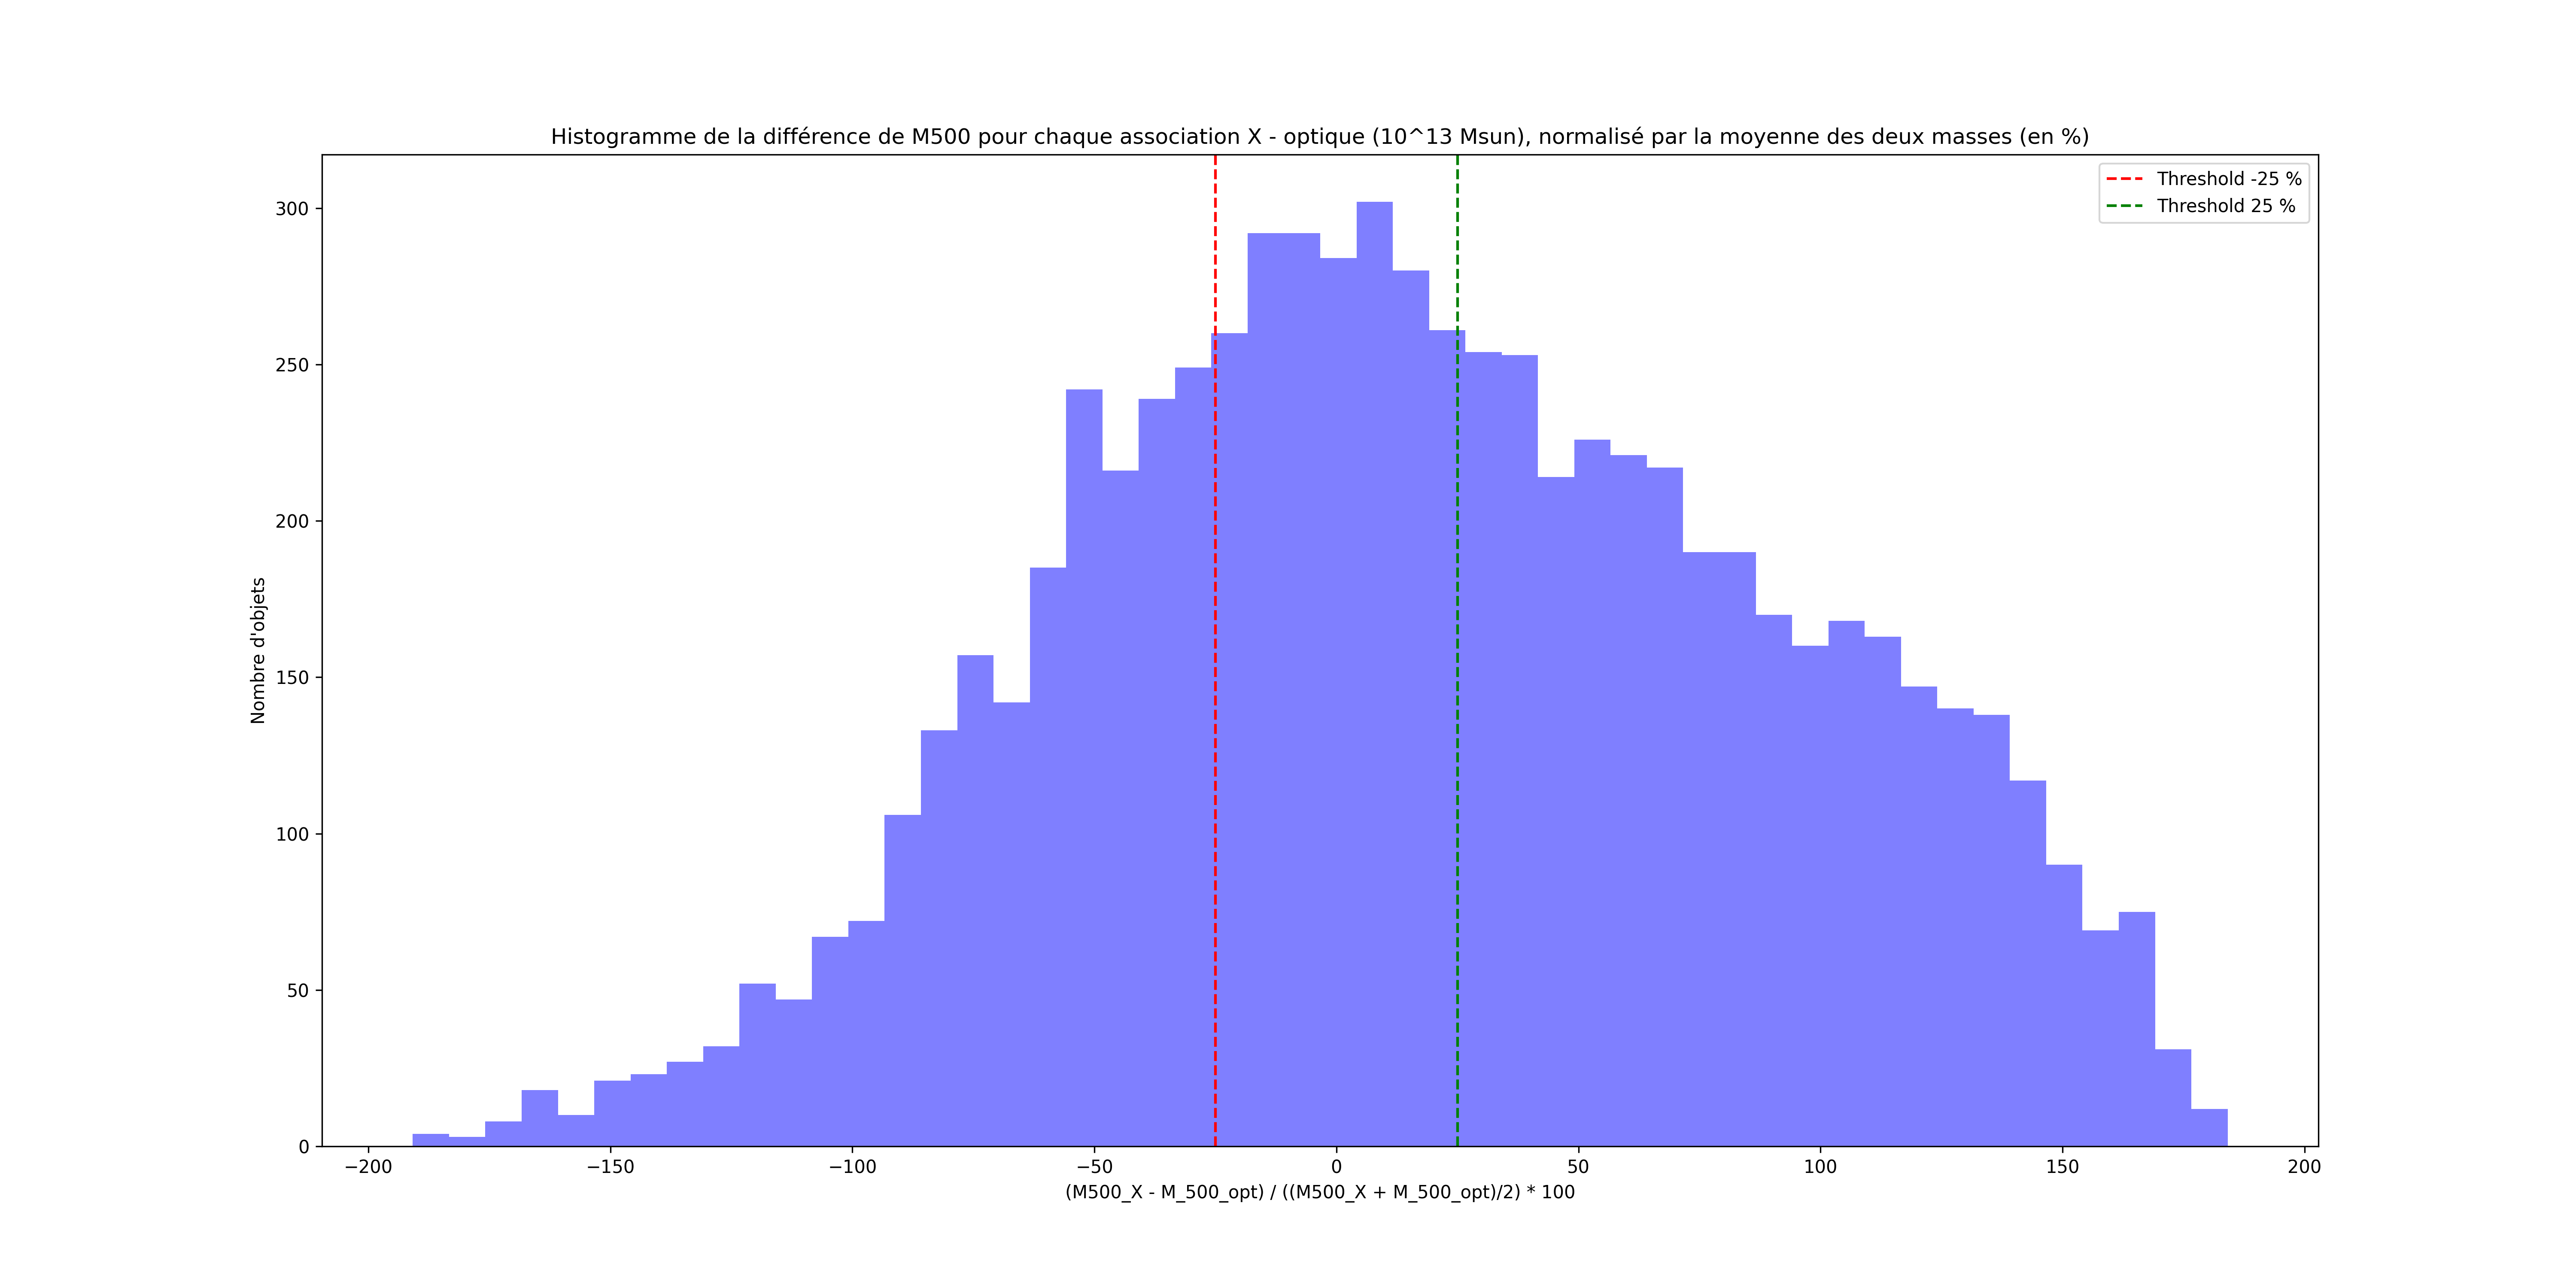 Histogramme de la différence de M500 pour chaque association X - optique (10^13 Msun), normalisé par la moyenne des deux masses (en %)
Threshold -25 %
Threshold 25 %
Nombre d'objets
300
250
200
150
100
50
0
−200 −150 −100 −50 0 50 100 150 200
(M500_X - M_500_opt) / ((M500_X + M_500_opt)/2) * 100